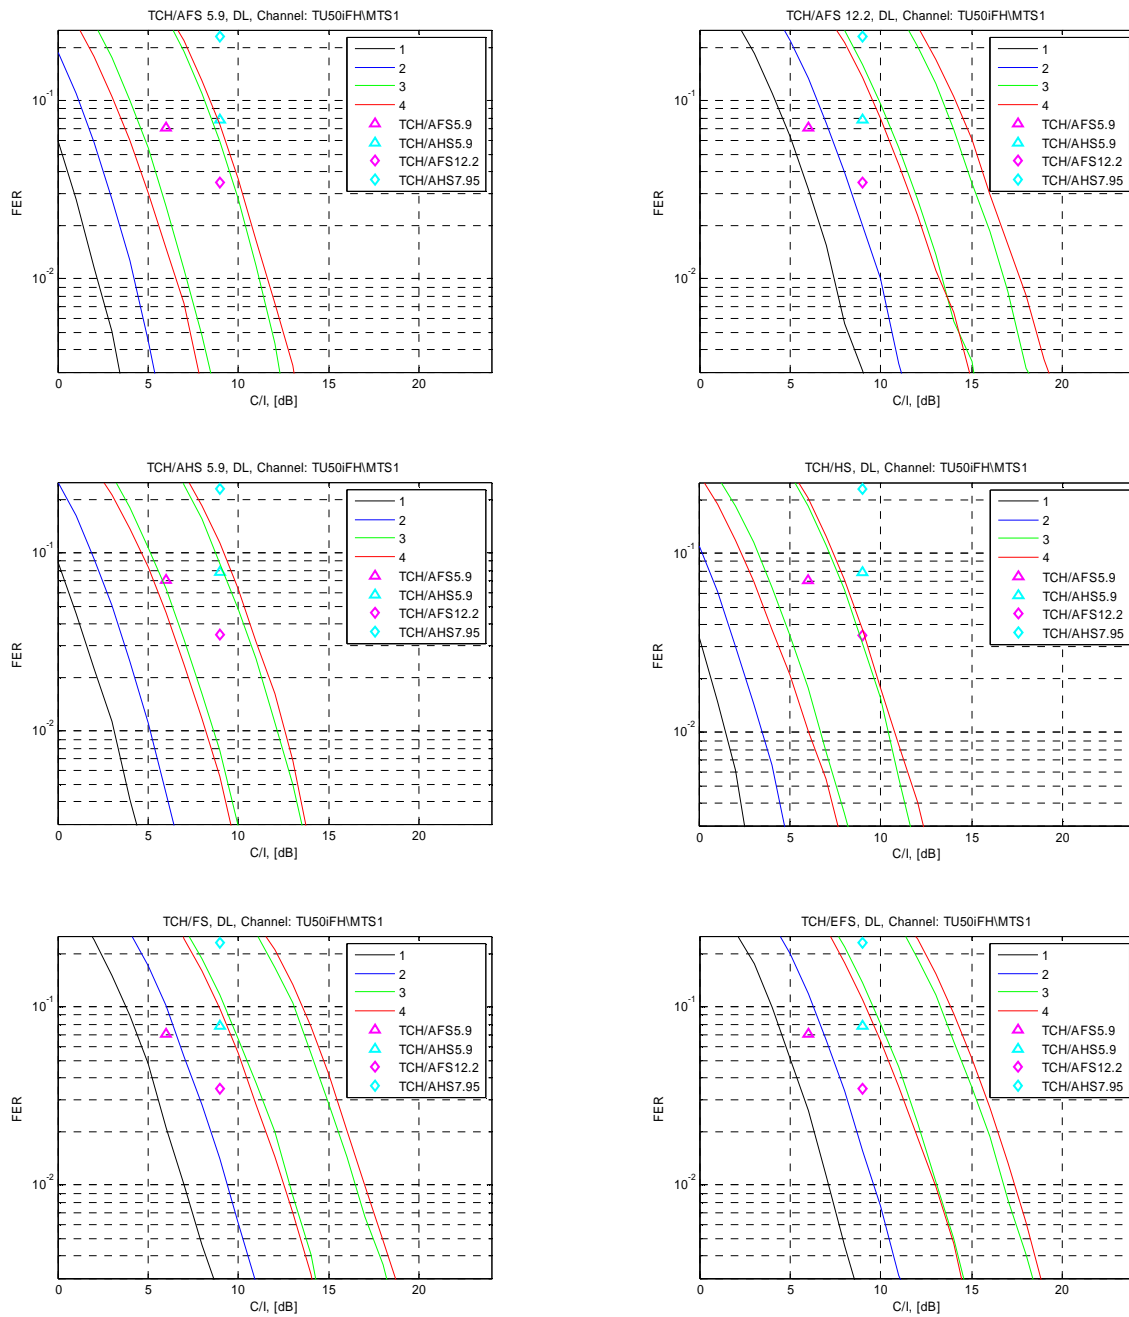 TCH/AFS 5.9, DL, Channel: TU50iFH\MTS1
FER
10-1
10-2
0
5
10
15
20
C/I, [dB]
1
2
3
4
TCH/AFS5.9
TCH/AHS5.9
TCH/AFS12.2
TCH/AHS7.95
TCH/AFS 12.2, DL, Channel: TU50iFH\MTS1
FER
10-1
10-2
0
5
10
15
20
C/I, [dB]
1
2
3
4
TCH/AFS5.9
TCH/AHS5.9
TCH/AFS12.2
TCH/AHS7.95
TCH/AHS 5.9, DL, Channel: TU50iFH\MTS1
FER
10-1
10-2
0
5
10
15
20
C/I, [dB]
1
2
3
4
TCH/AFS5.9
TCH/AHS5.9
TCH/AFS12.2
TCH/AHS7.95
TCH/HS, DL, Channel: TU50iFH\MTS1
FER
10-1
10-2
0
5
10
15
20
C/I, [dB]
1
2
3
4
TCH/AFS5.9
TCH/AHS5.9
TCH/AFS12.2
TCH/AHS7.95
TCH/FS, DL, Channel: TU50iFH\MTS1
FER
10-1
10-2
0
5
10
15
20
C/I, [dB]
1
2
3
4
TCH/AFS5.9
TCH/AHS5.9
TCH/AFS12.2
TCH/AHS7.95
TCH/EFS, DL, Channel: TU50iFH\MTS1
FER
10-1
10-2
0
5
10
15
20
C/I, [dB]
1
2
3
4
TCH/AFS5.9
TCH/AHS5.9
TCH/AFS12.2
TCH/AHS7.95